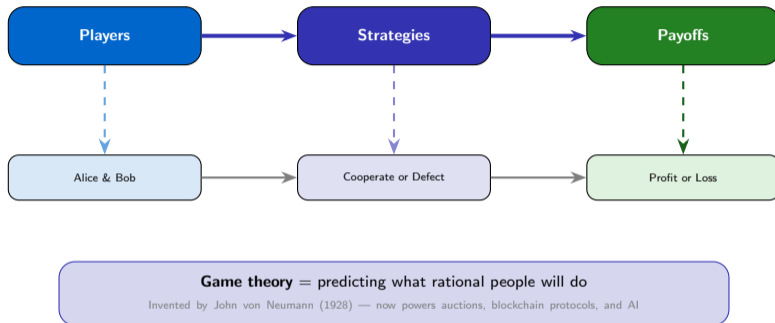 Players
Strategies
Payoffs
Alice & Bob
Cooperate or Defect
Profit or Loss
Game theory = predicting what rational people will do
Invented by John von Neumann (1928) — now powers auctions, blockchain protocols, and AI